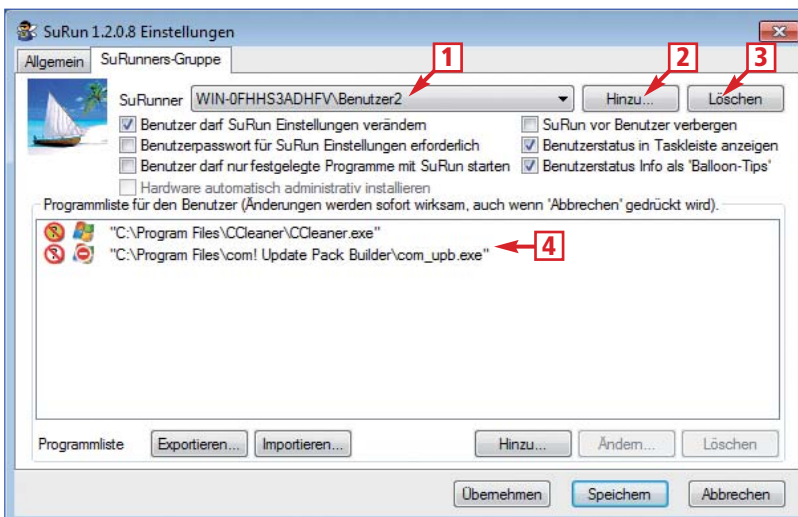 SuRun 1.2.0.8 Einstellungen
Allgemein SuRunners-Gruppe
1 2 3
SuRunner WIN-0FHHS3ADHFV\Benutzer2 Hinzu... Löschen
Benutzer darf SuRun Einstellungen verändern SuRun vor Benutzer verbergen
Benutzerpasswort für SuRun Einstellungen erforderlich Benutzerstatus in Taskleiste anzeigen
Benutzer darf nur festgelegte Programme mit SuRun starten Benutzerstatus Info als 'Balloon-Tips'
Hardware automatisch administrativ installieren
Programmliste für den Benutzer (Änderungen werden sofort wirksam, auch wenn 'Abbrechen' gedrückt wird).
"C:\Program Files\CCleaner\CCleaner.exe"
"C:\Program Files\com! Update Pack Builder\com_upb.exe" 4
Programmliste Exportieren... Importieren... Hinzu... Ändern... Löschen
Übernehmen Speichern Abbrechen